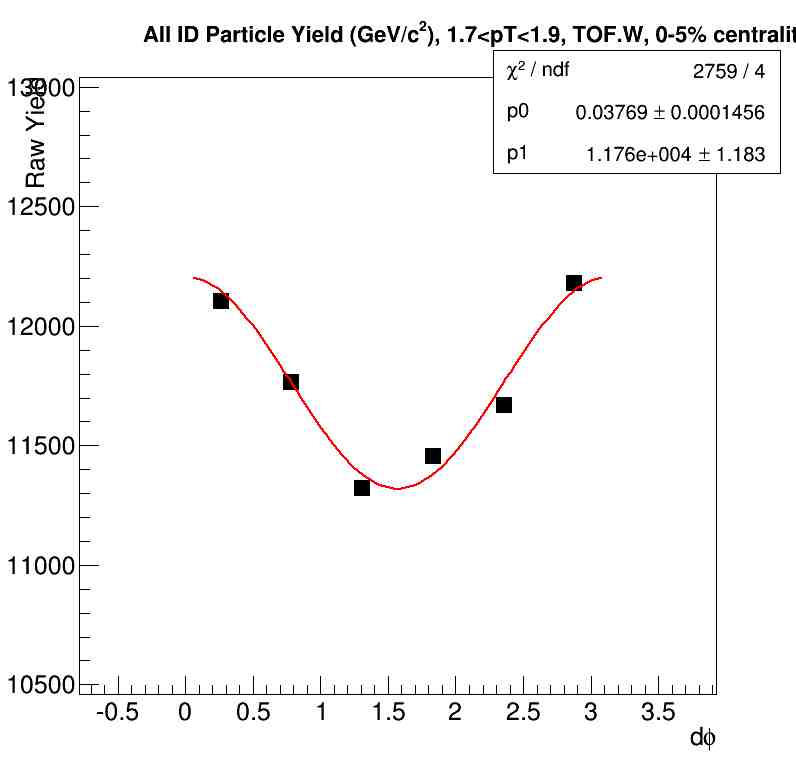 All ID Particle Yield (GeV/c²), 1.7<pT<1.9, TOF.W, 0-5% centralit
χ² / ndf 2759 / 4
p0 0.03769 ± 0.0001456
p1 1.176e+004 ± 1.183
Raw Yield
13000
12500
12000
11500
11000
10500
-0.5 0 0.5 1 1.5 2 2.5 3 3.5
dϕ